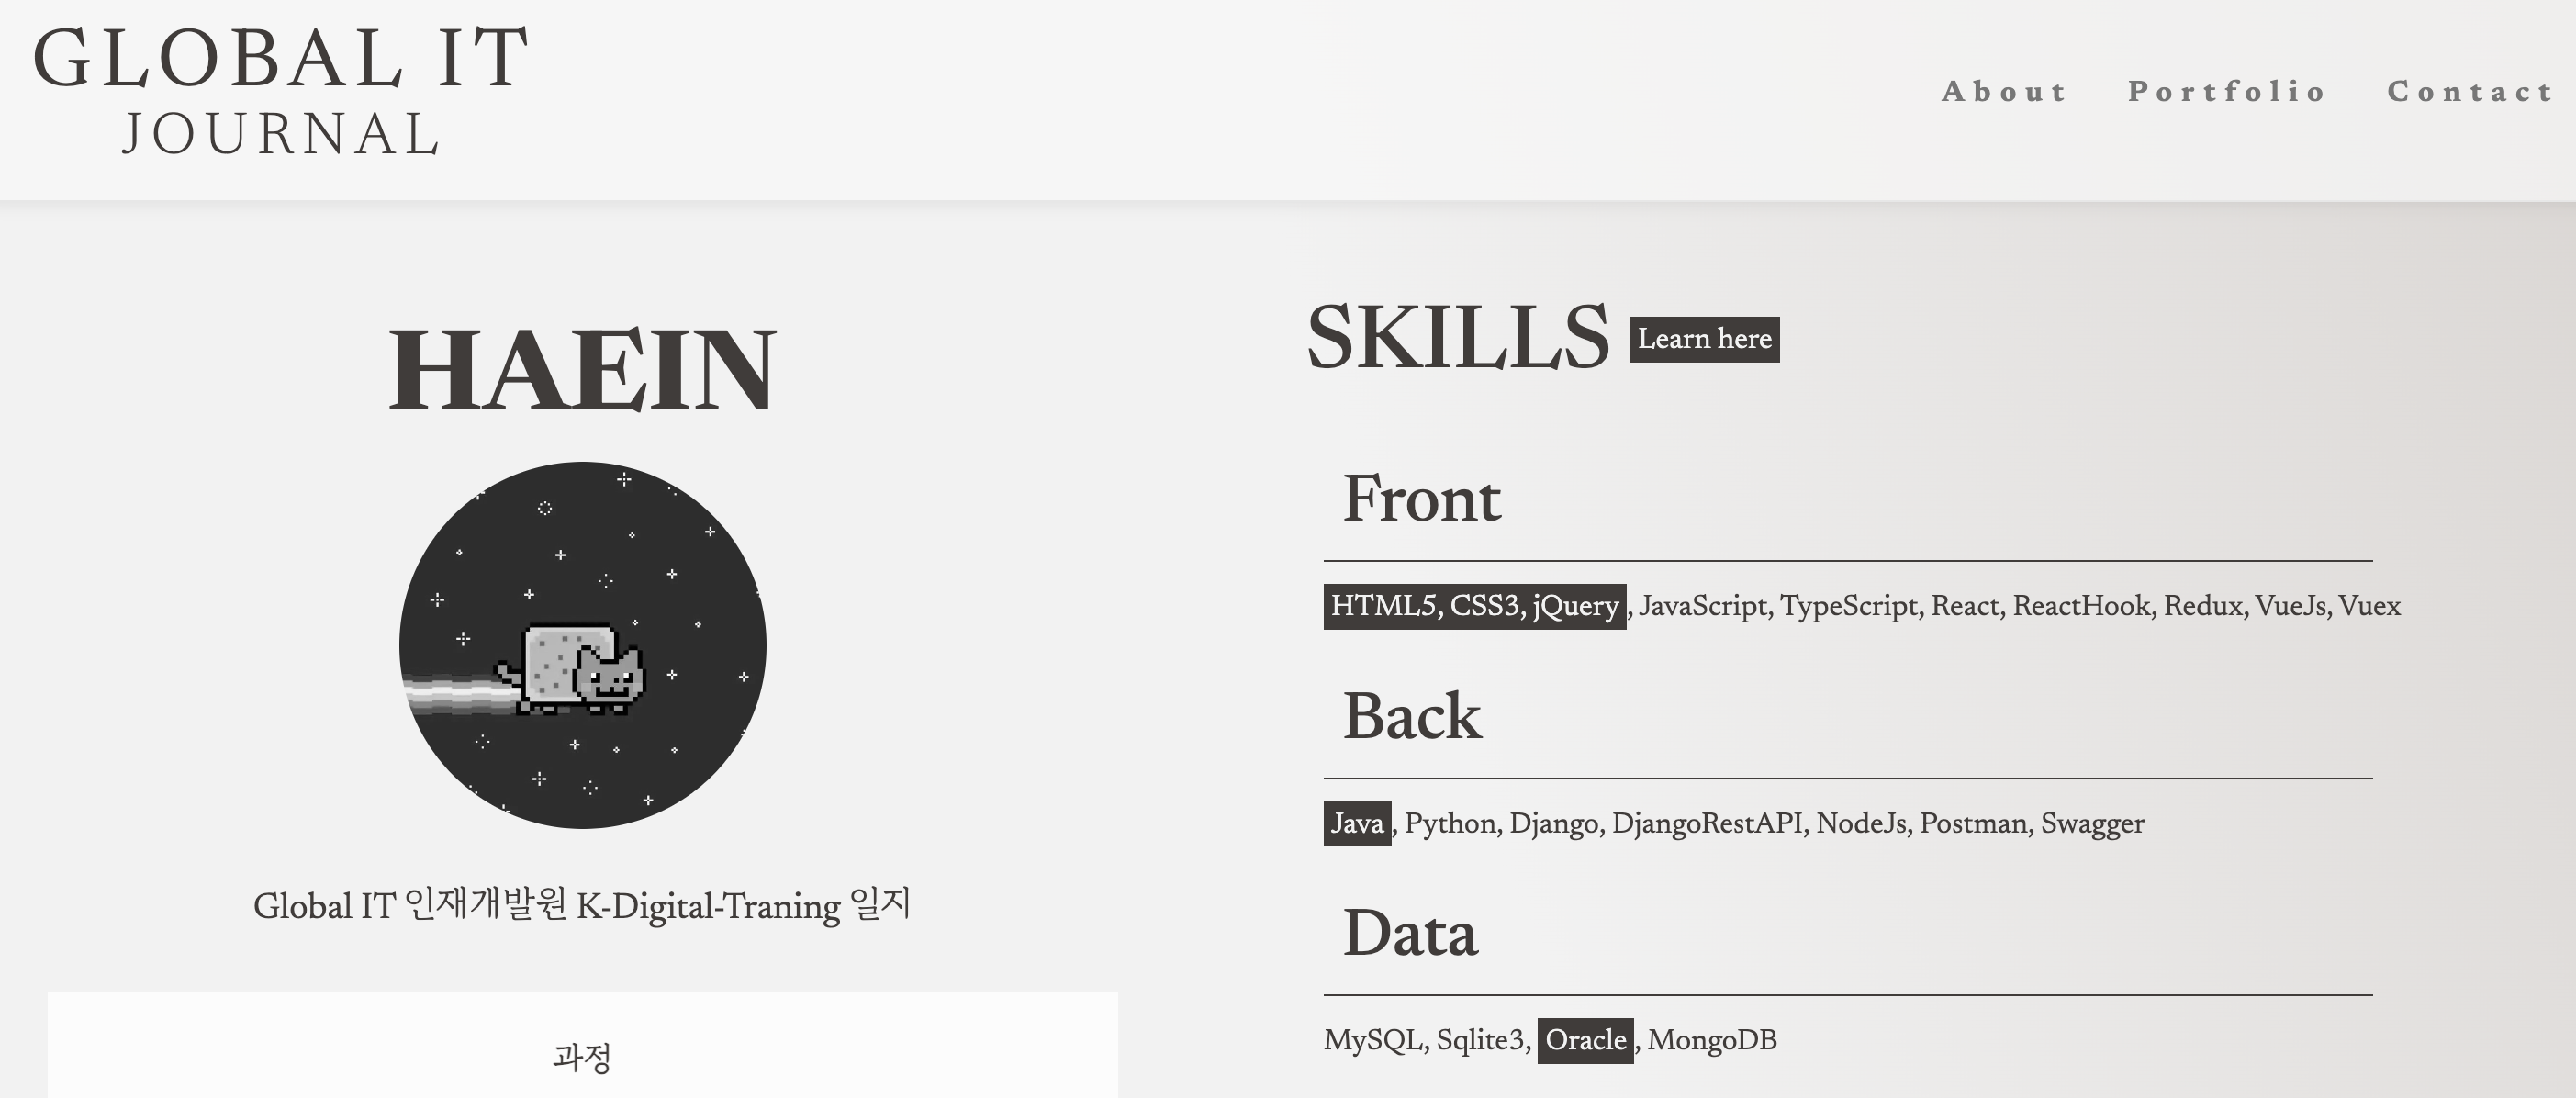 GLOBAL IT
JOURNAL
About Portfolio Contact
HAEIN
Global IT 인재개발원 K-Digital-Traning 일지
과정
SKILLS Learn here
Front
HTML5, CSS3, jQuery, JavaScript, TypeScript, React, ReactHook, Redux, VueJs, Vuex
Back
Java, Python, Django, DjangoRestAPI, NodeJs, Postman, Swagger
Data
MySQL, Sqlite3, Oracle, MongoDB